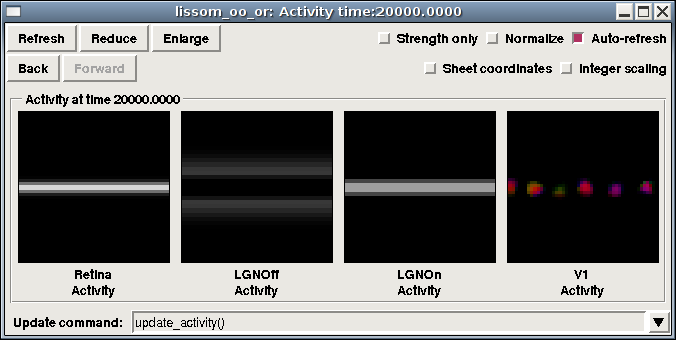 lissom_oo_or: Activity time:20000.0000
Refresh Reduce Enlarge Strength only Normalize Auto-refresh
Back Forward Sheet coordinates Integer scaling
Activity at time 20000.0000
Retina LGNOff LGNOn V1
Activity Activity Activity Activity
Update command: update_activity()